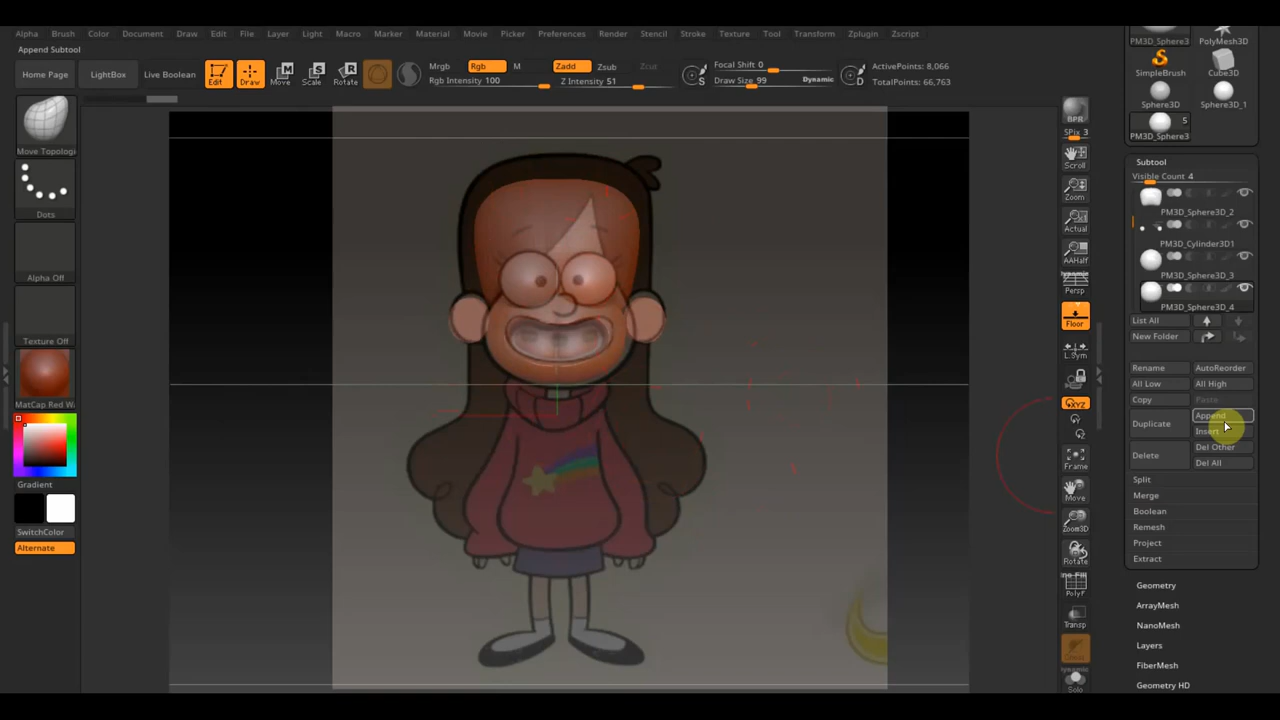 Alpha Brush Color Document Draw Edit File Layer Light Macro Marker Material Movie Picker Preferences Render Stencil Stroke Texture Tool Transform Zplugin Zscript
Append Subtool
Home Page
LightBox
Live Boolean
Edit
Draw
Move
Scale
Rotate
Mrgb
Rgb
M
Rgb Intensity 100
Zadd
Zsub
Zcut
Z Intensity 51
Focal Shift 0
Draw Size 99
Dynamic
ActivePoints: 8,066
TotalPoints: 66,763
Move Topologi
Dots
Alpha Off
Texture Off
MatCap Red Wa
Gradient
SwitchColor
Alternate
BPR
SPix 3
Scroll
Zoom
Actual
AAHalf
Dynamic
Persp
Floor
L.Sym
XYZ
Frame
Move
Zoom3D
Rotate
Line Fill
PolyF
Transp
Dynamic
Solo
PM3D_Sphere3
PolyMesh3D
SimpleBrush
Cube3D
Sphere3D
Sphere3D_1
5
PM3D_Sphere3
Subtool
Visible Count 4
PM3D_Sphere3D_2
PM3D_Cylinder3D1
PM3D_Sphere3D_3
PM3D_Sphere3D_4
List All
New Folder
Rename
AutoReorder
All Low
All High
Copy
Paste
Duplicate
Append
Insert
Delete
Del Other
Del All
Split
Merge
Boolean
Remesh
Project
Extract
Geometry
ArrayMesh
NanoMesh
Layers
FiberMesh
Geometry HD